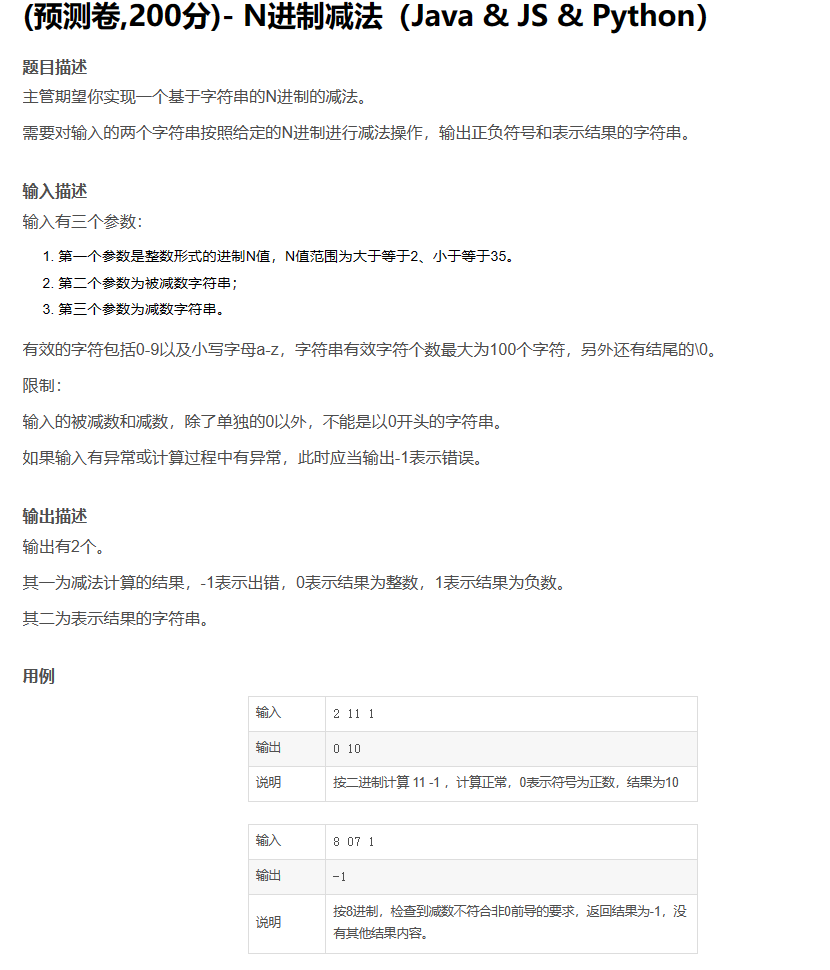 (预测卷,200分)- N进制减法（Java & JS & Python）
题目描述
主管期望你实现一个基于字符串的N进制的减法。
需要对输入的两个字符串按照给定的N进制进行减法操作，输出正负符号和表示结果的字符串。
输入描述
输入有三个参数：
1. 第一个参数是整数形式的进制N值，N值范围为大于等于2、小于等于35。
2. 第二个参数为被减数字符串；
3. 第三个参数为减数字符串。
有效的字符包括0-9以及小写字母a-z，字符串有效字符个数最大为100个字符，另外还有结尾的\0。
限制：
输入的被减数和减数，除了单独的0以外，不能是以0开头的字符串。
如果输入有异常或计算过程中有异常，此时应当输出-1表示错误。
输出描述
输出有2个。
其一为减法计算的结果，-1表示出错，0表示结果为整数，1表示结果为负数。
其二为表示结果的字符串。
用例
输入 2 11 1
输出 0 10
说明 按二进制计算 11 -1 ，计算正常，0表示符号为正数，结果为10
输入 8 07 1
输出 -1
说明 按8进制，检查到减数不符合非0前导的要求，返回结果为-1，没
有其他结果内容。